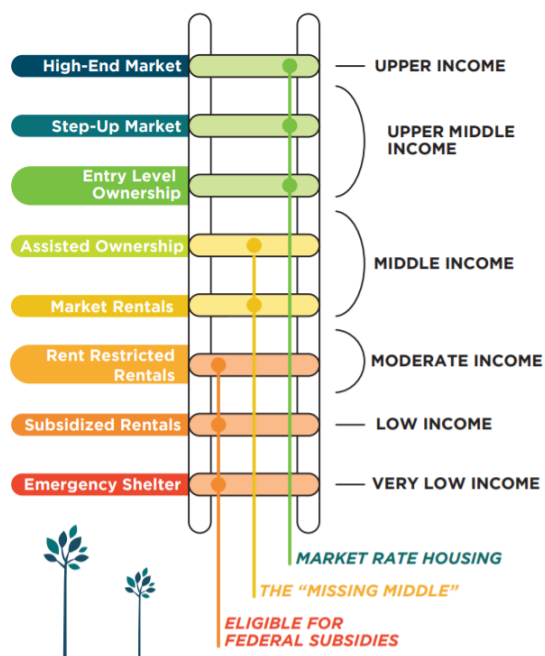 High-End Market
UPPER INCOME
Step-Up Market
UPPER MIDDLE
INCOME
Entry Level
Ownership
Assisted Ownership
MIDDLE INCOME
Market Rentals
Rent Restricted
Rentals
MODERATE INCOME
Subsidized Rentals
LOW INCOME
Emergency Shelter
VERY LOW INCOME
MARKET RATE HOUSING
THE “MISSING MIDDLE”
ELIGIBLE FOR
FEDERAL SUBSIDIES